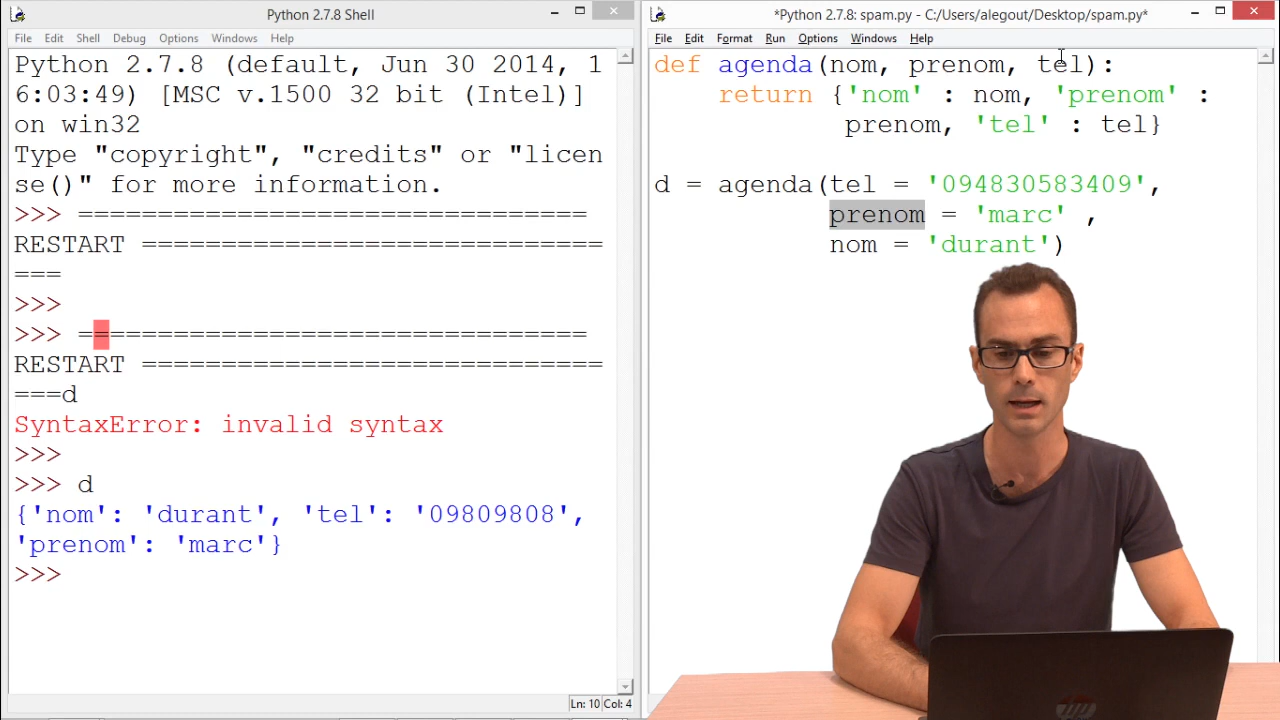 Python 2.7.8 Shell
File Edit Shell Debug Options Windows Help
Python 2.7.8 (default, Jun 30 2014, 1
6:03:49) [MSC v.1500 32 bit (Intel)]
on win32
Type "copyright", "credits" or "licen
se()" for more information.
>>> ================================
RESTART =============================
===
>>>
>>> ================================
RESTART =============================
===d
SyntaxError: invalid syntax
>>>
>>> d
{'nom': 'durant', 'tel': '09809808',
'prenom': 'marc'}
>>>
Ln: 10 Col: 4
*Python 2.7.8: spam.py - C:/Users/alegout/Desktop/spam.py*
File Edit Format Run Options Windows Help
def agenda(nom, prenom, tel):
return {'nom' : nom, 'prenom' :
prenom, 'tel' : tel}
d = agenda(tel = '094830583409',
prenom = 'marc' ,
nom = 'durant')